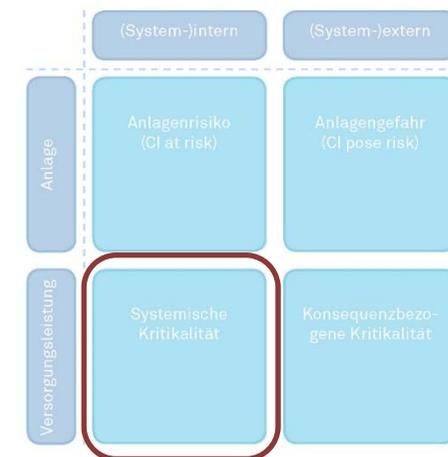 (System-)intern
(System-)extern
Anlage
Anlagenrisiko
(CI at risk)
Anlagengefahr
(CI pose risk)
Versorgungsleistung
Systemische
Kritikalität
Konsequenzbezo-
gene Kritikalität